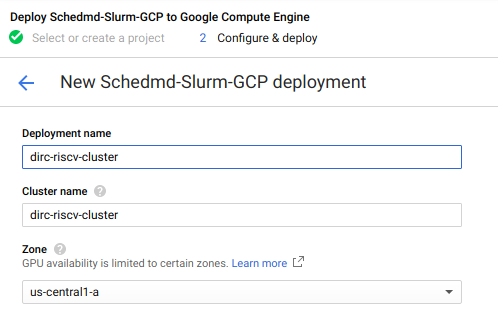 Deploy Schedmd-Slurm-GCP to Google Compute Engine
Select or create a project 2 Configure & deploy
New Schedmd-Slurm-GCP deployment
Deployment name
dirc-riscv-cluster
Cluster name ?
dirc-riscv-cluster
Zone ?
GPU availability is limited to certain zones. Learn more
us-central1-a